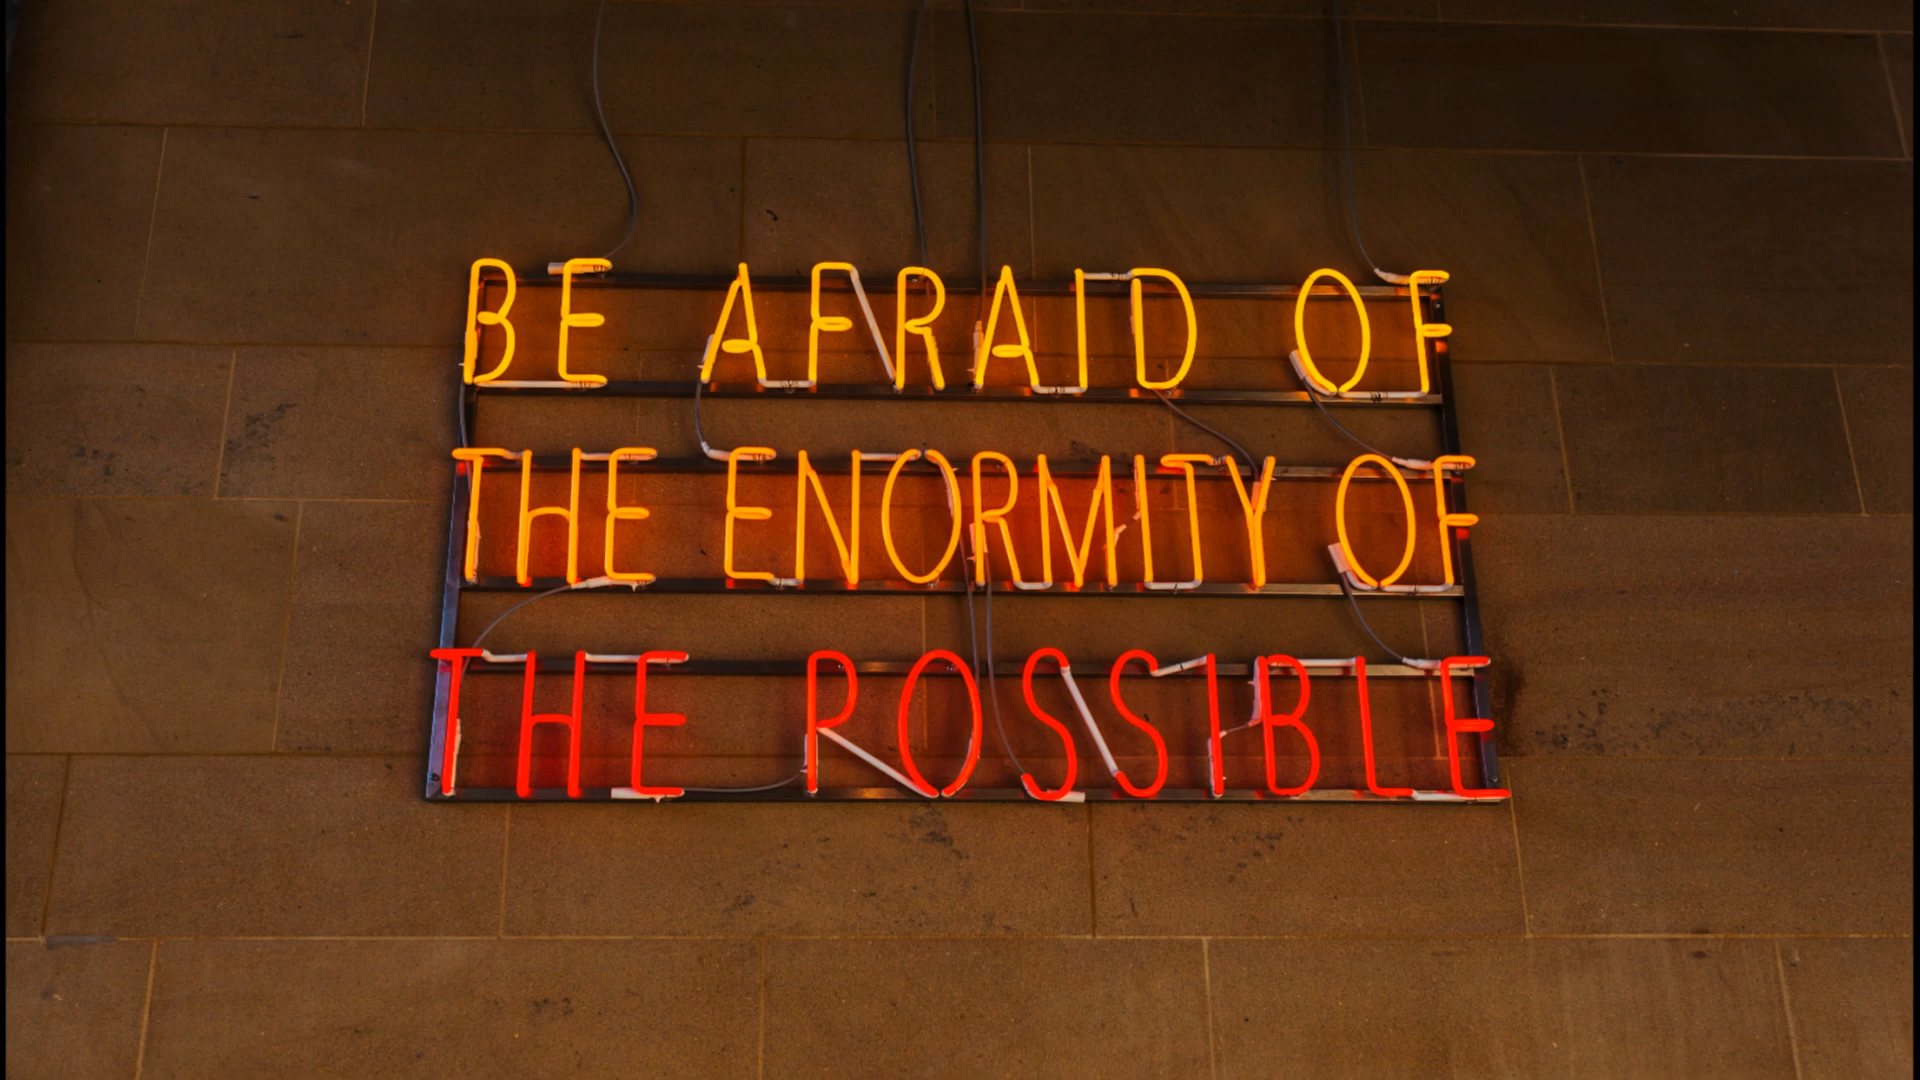 BE AFRAID OF
THE ENORMITY OF
THE POSSIBLE